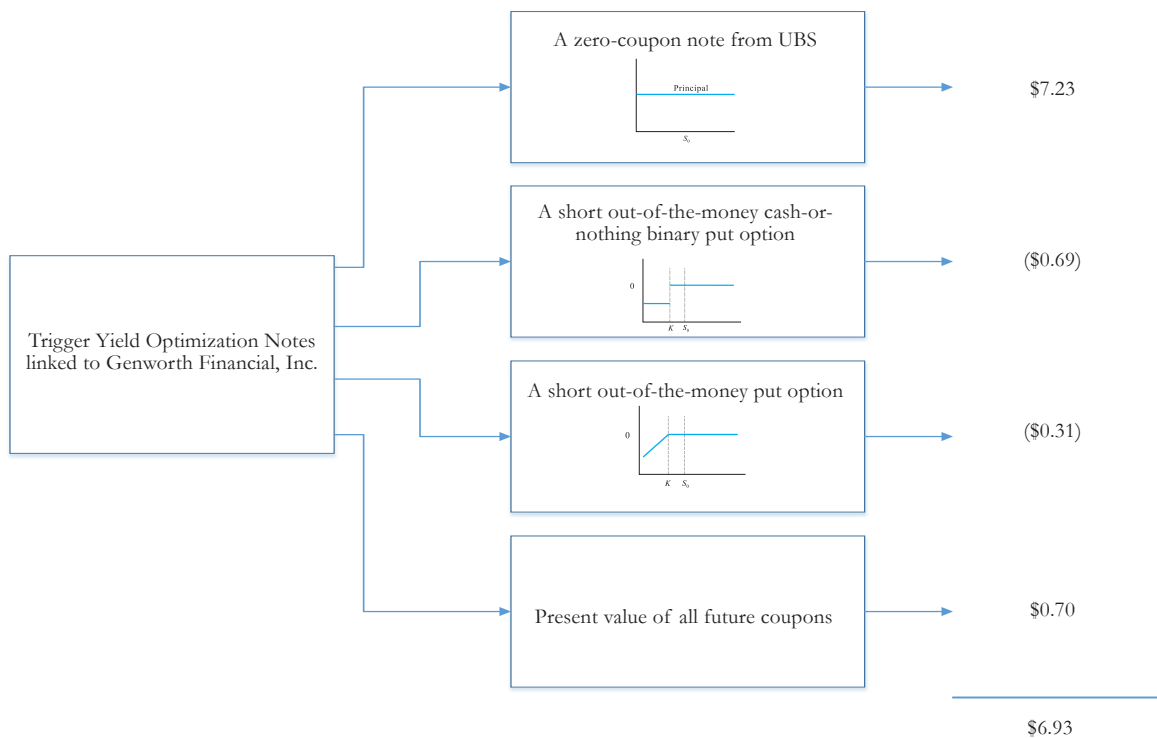 A zero-coupon note from UBS
Principal
S₀
$7.23
A short out-of-the-money cash-or-
nothing binary put option
0
K S₀
($0.69)
Trigger Yield Optimization Notes
linked to Genworth Financial, Inc.
A short out-of-the-money put option
0
K S₀
($0.31)
Present value of all future coupons
$0.70
$6.93